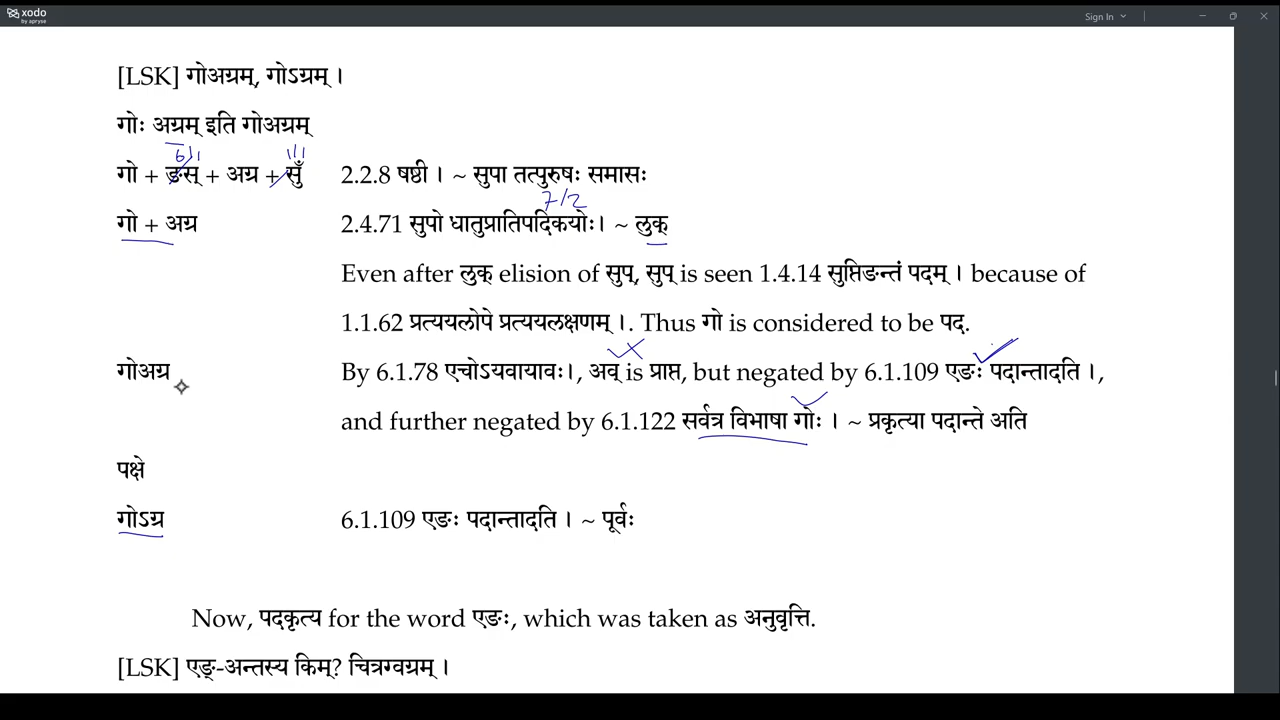 xodo
by apryse
Sign In
[LSK] गोअग्रम्, गोऽग्रम् ।
गोः अग्रम् इति गोअग्रम्
6।1 1।1
गो + ङस् + अग्र + सुँ 2.2.8 षष्ठी । ~ सुपा तत्पुरुषः समासः
7/2
गो + अग्र 2.4.71 सुपो धातुप्रातिपदिकयोः। ~ लुक्
Even after लुक् elision of सुप्, सुप् is seen 1.4.14 सुप्तिङन्तं पदम् । because of
1.1.62 प्रत्ययलोपे प्रत्ययलक्षणम् ।. Thus गो is considered to be पद.
गोअग्र By 6.1.78 एचोऽयवायावः।, अव् is प्राप्त, but negated by 6.1.109 एङः पदान्तादति ।,
and further negated by 6.1.122 सर्वत्र विभाषा गोः । ~ प्रकृत्या पदान्ते अति
पक्षे
गोऽग्र 6.1.109 एङः पदान्तादति । ~ पूर्वः
Now, पदकृत्य for the word एङः, which was taken as अनुवृत्ति.
[LSK] एङ्-अन्तस्य किम्? चित्रग्वग्रम् ।